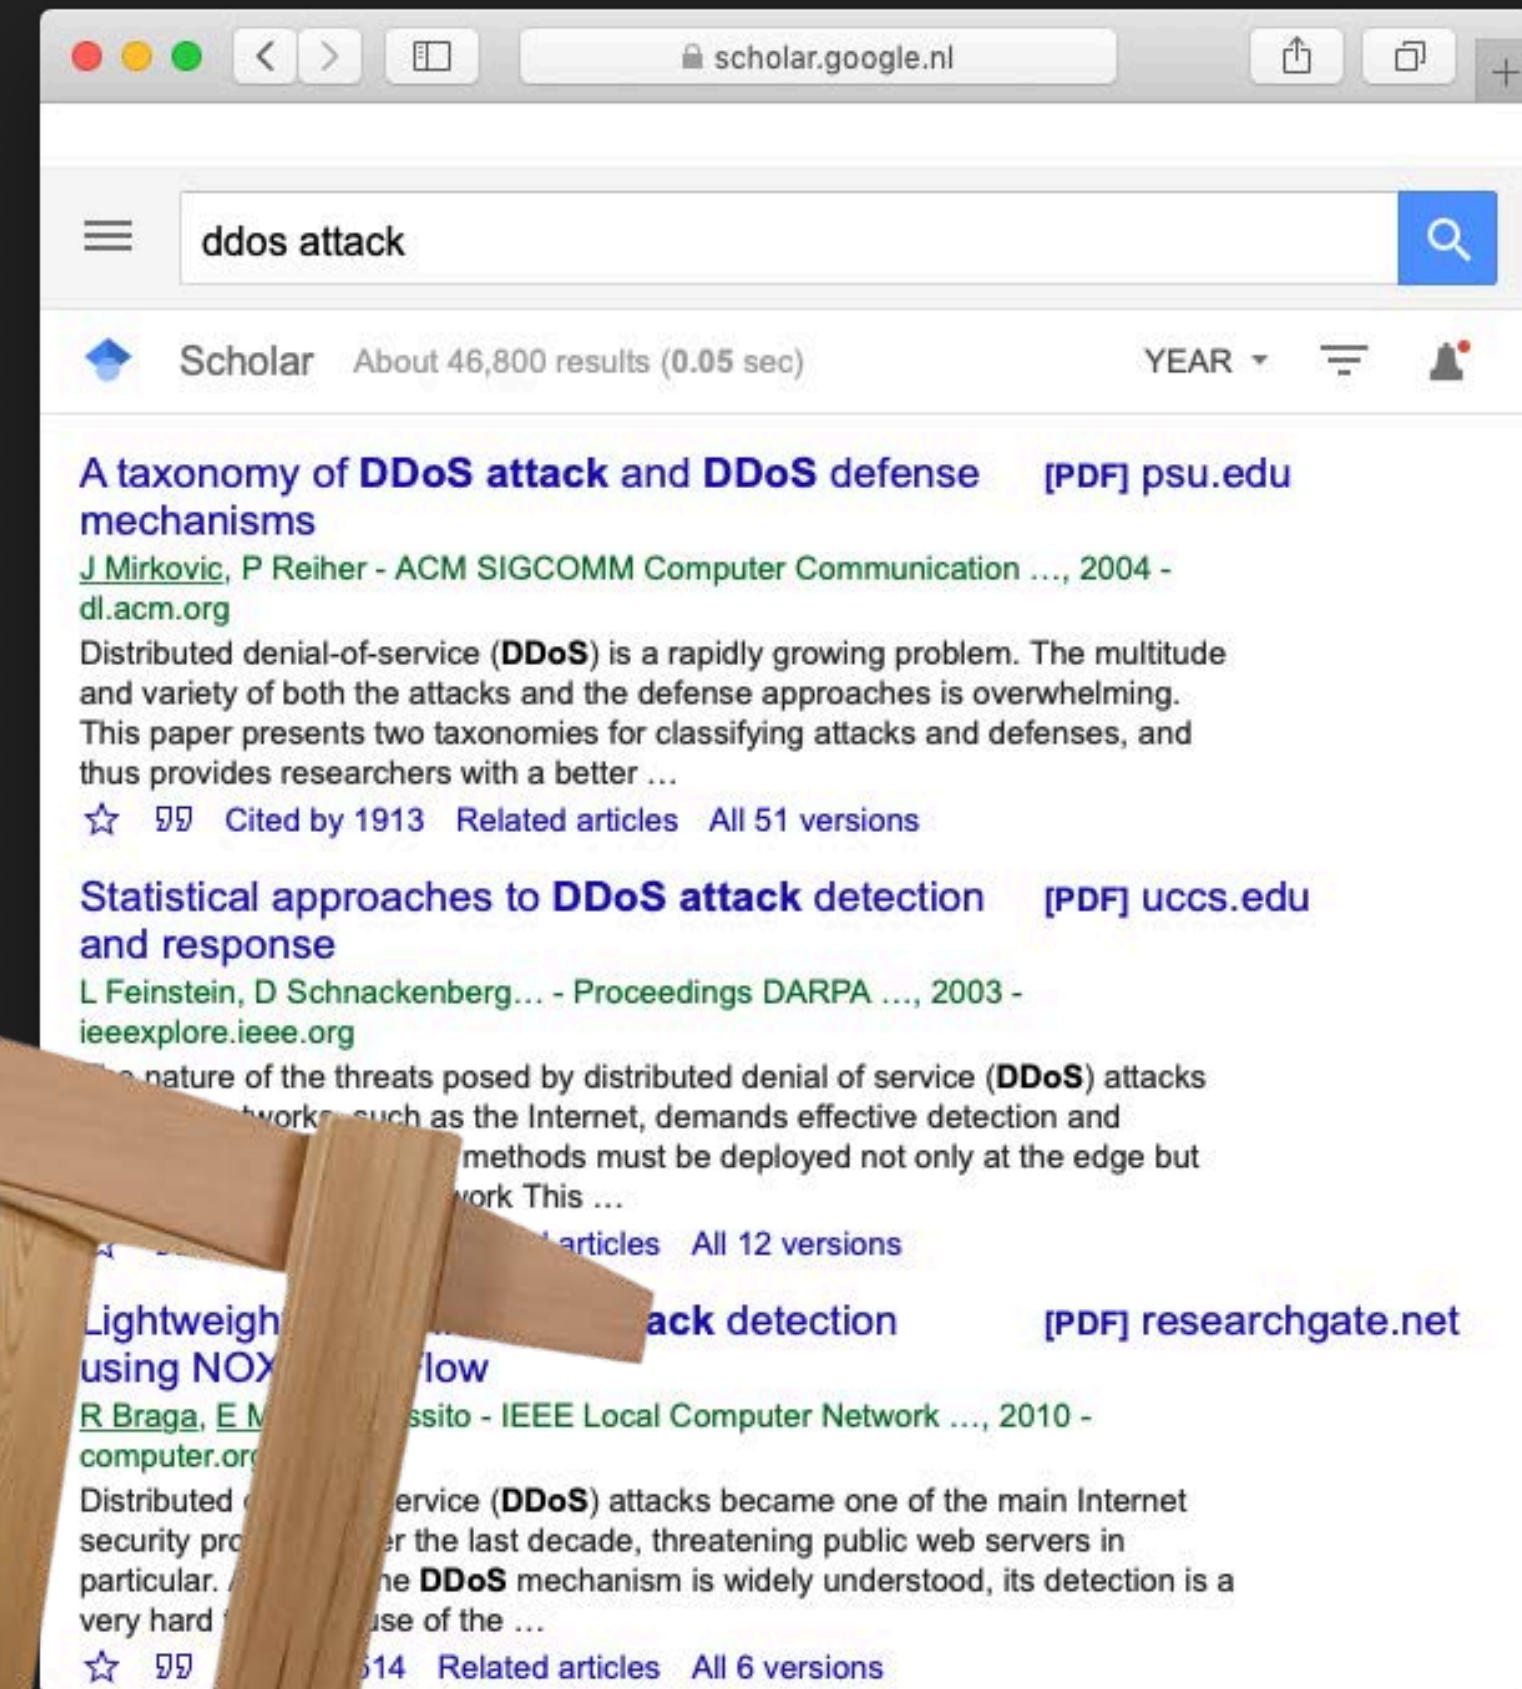 scholar.google.nl
ddos attack
Scholar About 46,800 results (0.05 sec) YEAR
A taxonomy of DDoS attack and DDoS defense [PDF] psu.edu
mechanisms
J Mirkovic, P Reiher - ACM SIGCOMM Computer Communication ..., 2004 -
dl.acm.org
Distributed denial-of-service (DDoS) is a rapidly growing problem. The multitude
and variety of both the attacks and the defense approaches is overwhelming.
This paper presents two taxonomies for classifying attacks and defenses, and
thus provides researchers with a better ...
Cited by 1913 Related articles All 51 versions
Statistical approaches to DDoS attack detection [PDF] uccs.edu
and response
L Feinstein, D Schnackenberg... - Proceedings DARPA ..., 2003 -
ieeexplore.ieee.org
nature of the threats posed by distributed denial of service (DDoS) attacks
as the Internet, demands effective detection and
methods must be deployed not only at the edge but
This ...
articles All 12 versions
detection [PDF] researchgate.net
using
R Braga, E - IEEE Local Computer Network ..., 2010 -
Distributed (DDoS) attacks became one of the main Internet
security the last decade, threatening public web servers in
particular. DDoS mechanism is widely understood, its detection is a
very hard of the ...
Related articles All 6 versions